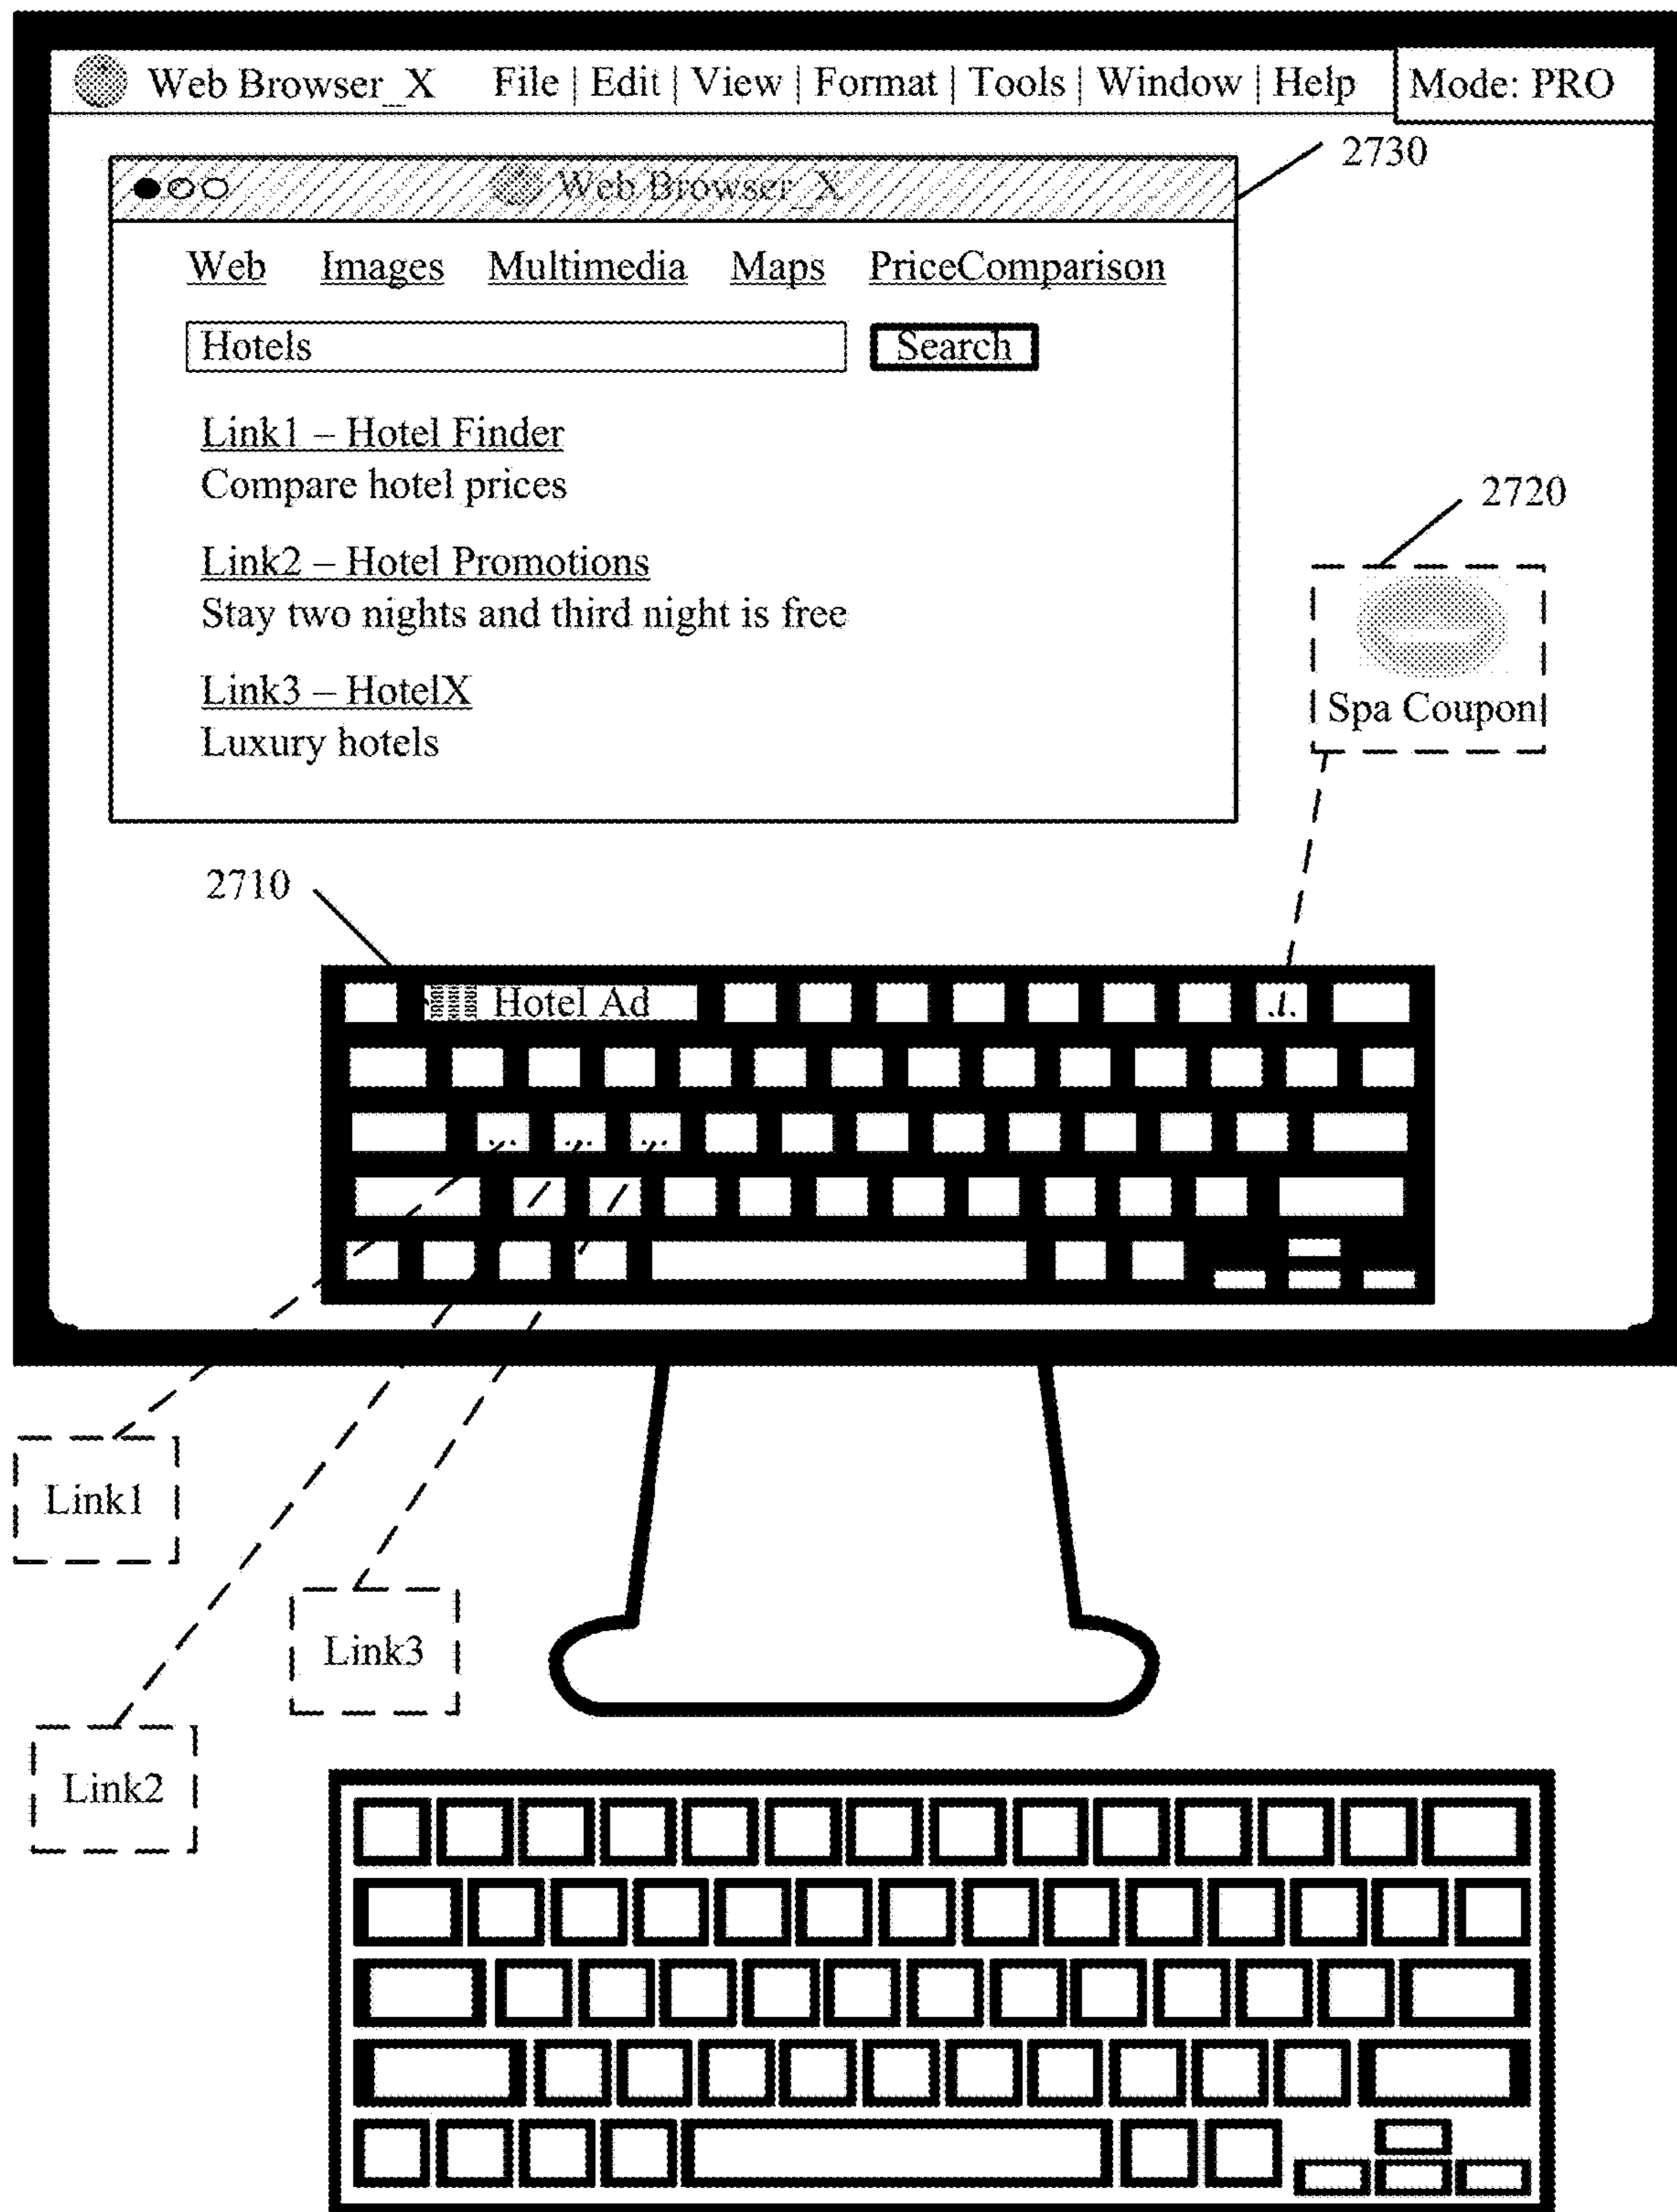 Web Browser_X File | Edit | View | Format | Tools | Window | Help Mode: PRO
2730
Web Browser_X
Web Images Multimedia Maps PriceComparison
Hotels Search
Link1 – Hotel Finder
Compare hotel prices
2720
Link2 – Hotel Promotions
Stay two nights and third night is free
Link3 – HotelX
Luxury hotels
Spa Coupon
2710
Hotel Ad
Link1
Link3
Link2